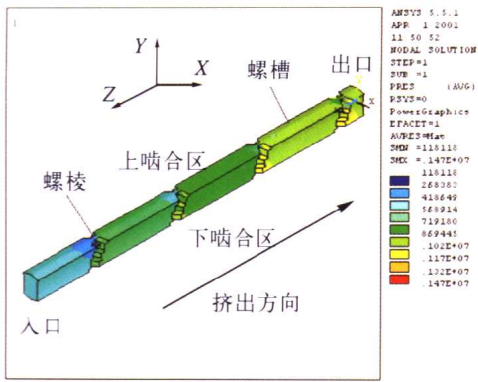 ANSYS 5.5.1
APR 1 2001
11 50 52
NODAL SOLUTION
STEP=1
SUB =1
PRES (AVG)
RSYS=0
PowerGraphics
EFACET=1
AVRES=Mat
SMN =118118
SMX =.147E+07
118118
268383
418649
568914
719180
869445
.102E+07
.117E+07
.132E+07
.147E+07
1
Y
X
Z
螺槽
出口
Y
X
上啮合区
螺棱
下啮合区
挤出方向
入口